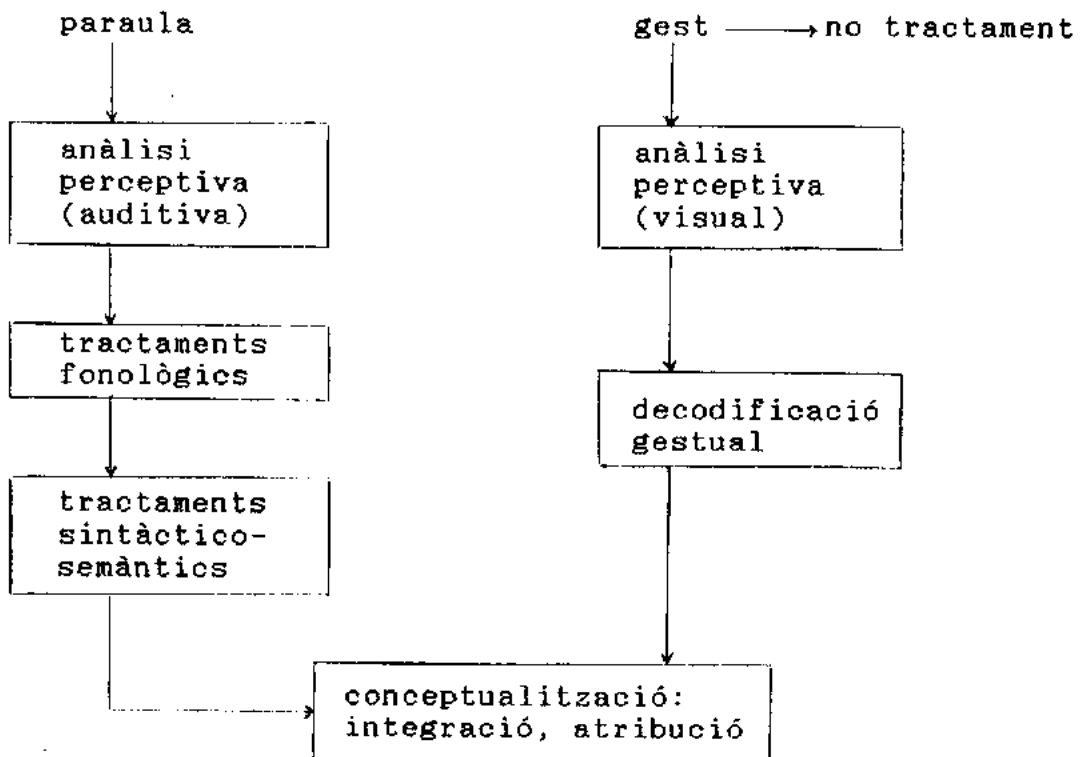 paraula
gest → no tractament
anàlisi
perceptiva
(auditiva)
anàlisi
perceptiva
(visual)
tractaments
fonològics
decodificació
gestual
tractaments
sintàctico-
semàntics
conceptualització:
integració, atribució